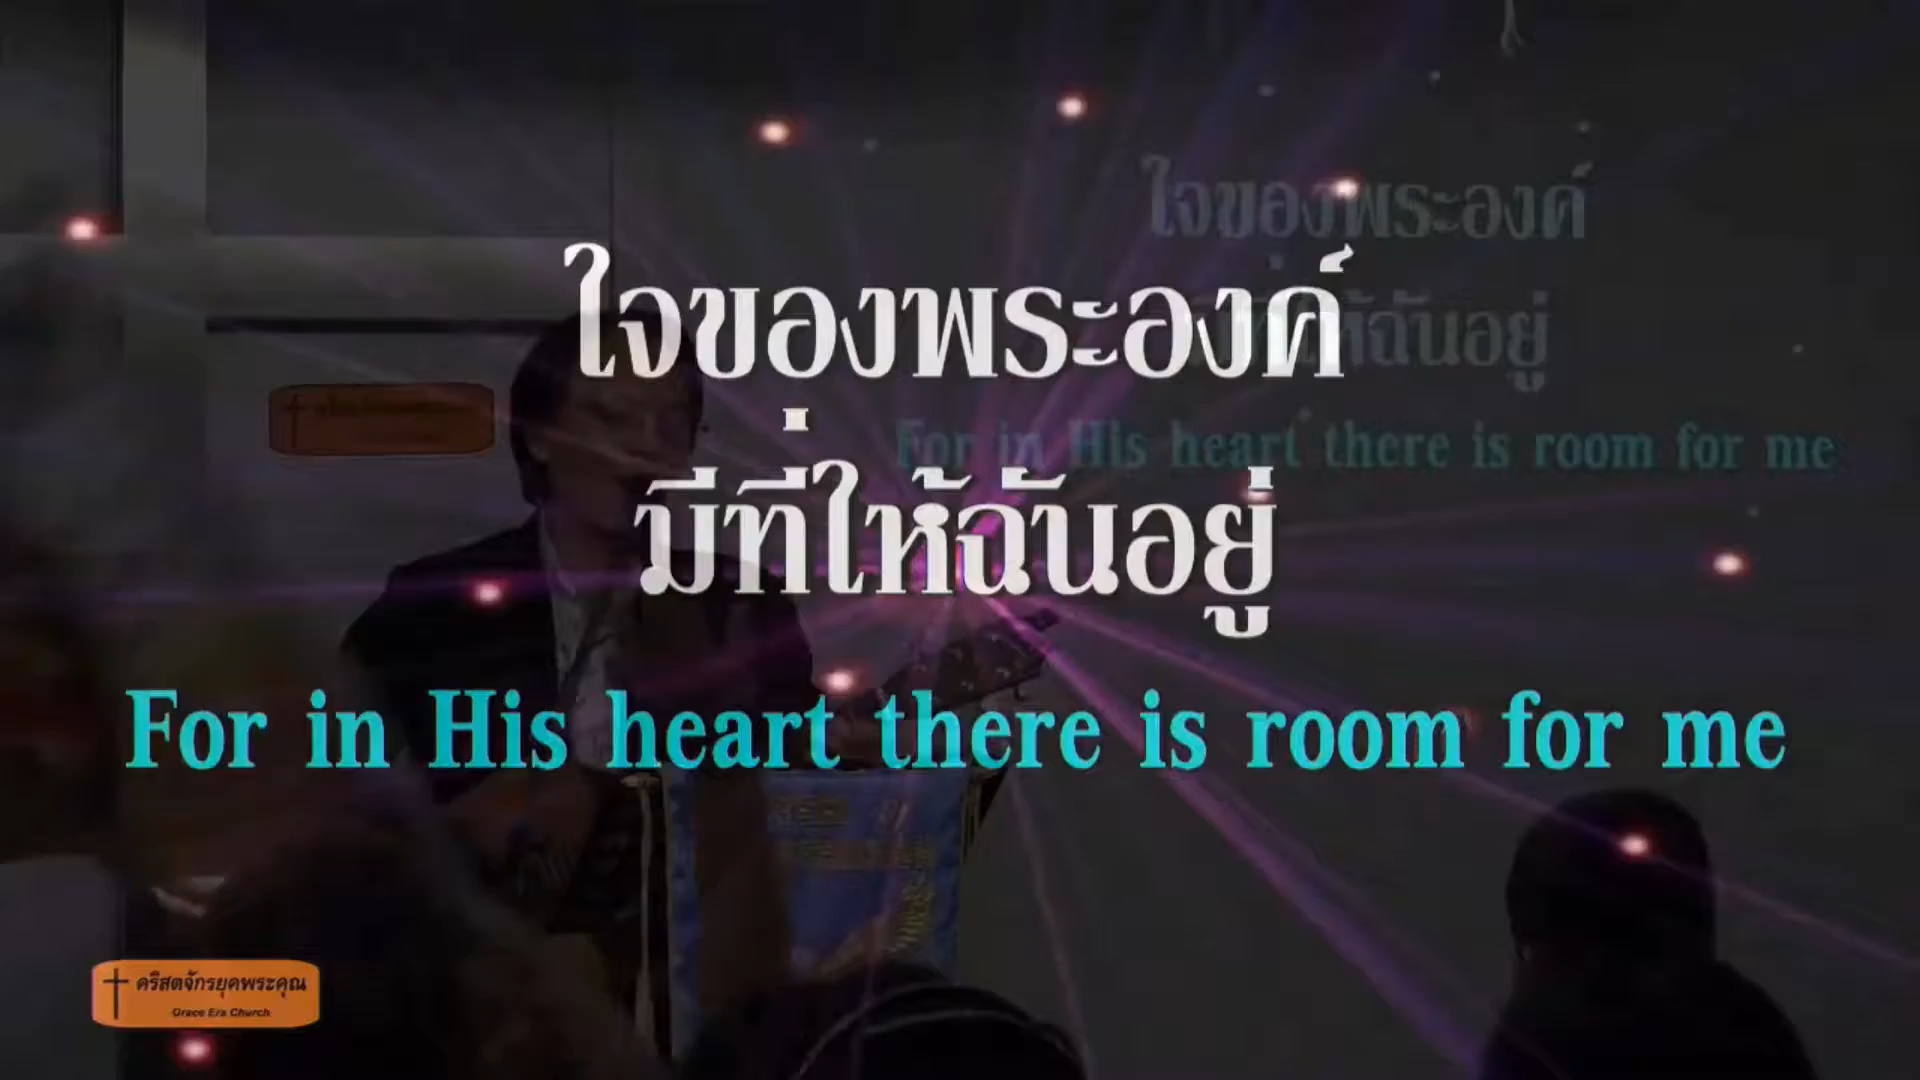 ใจของพระองค์
มีที่ให้ฉันอยู่
For in His heart there is room for me
ใจของพระองค์
มีที่ให้ฉันอยู่
For in His heart there is room for me
คริสตจักรยุคพระคุณ
Grace Era Church